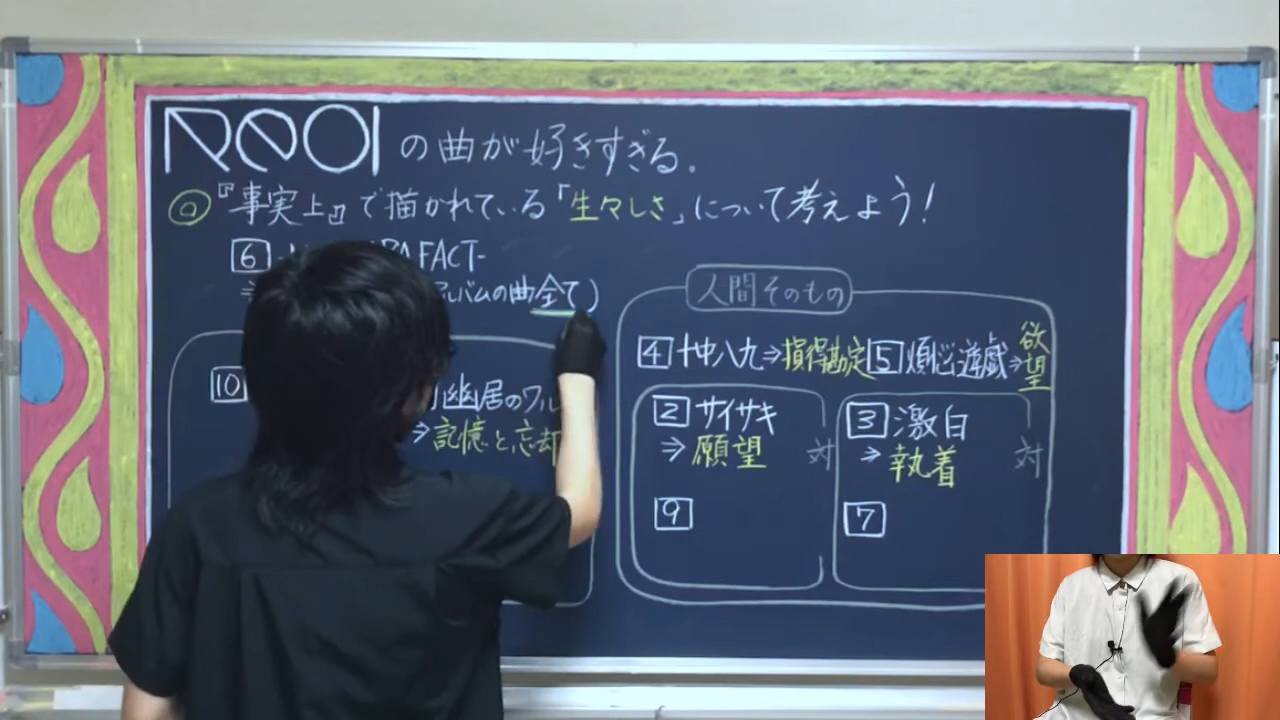 Reol の曲が好きすぎる.
◎『事実上』で描かれている「生々しさ」について考えよう!
6 - FACT-
ルバムの曲全て)
人間そのもの
4 十中八九⇒損得勘定 5 煩悩遊戯⇒欲望
10 幽居のワル
⇒記憶と忘却
2 サイサキ
⇒願望 対
9
3 激白
⇒執着 対
7